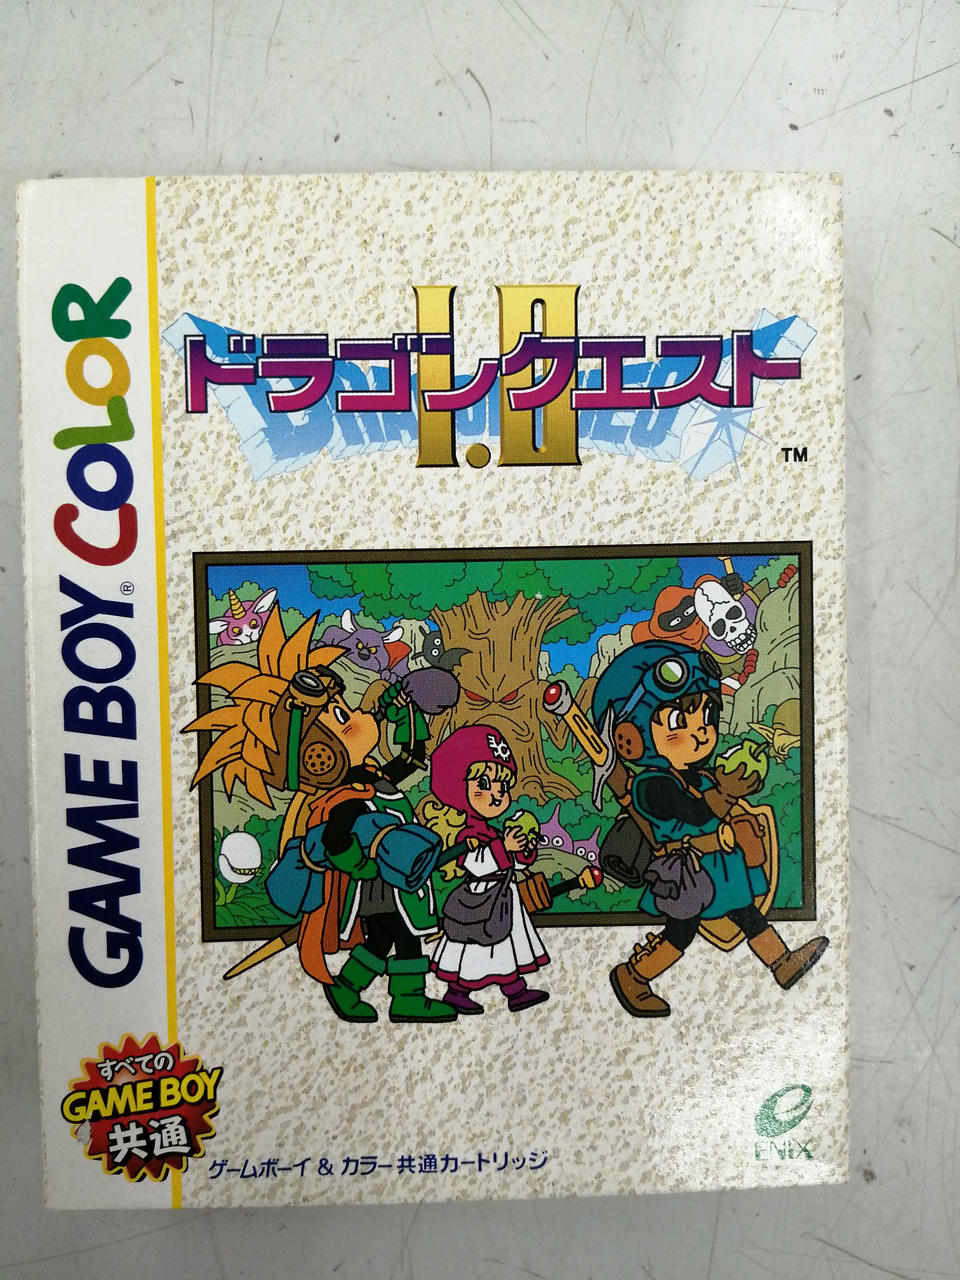 GAME BOY® COLOR
ドラゴンクエスト
I・II
TM
すべての
GAME BOY
共通
ゲームボーイ & カラー共通カートリッジ
ENIX